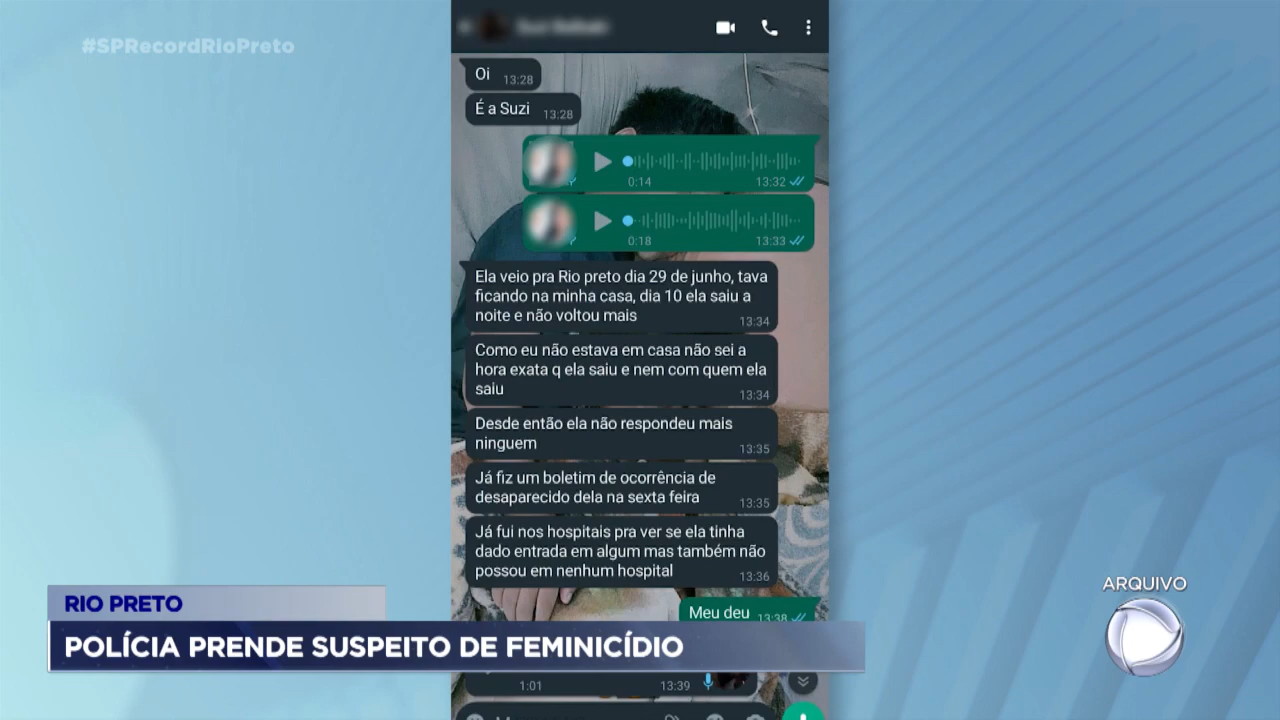 #SPRecordRioPreto
Oi 13:28
É a Suzi 13:28
0:14 13:32
0:18 13:33
Ela veio pra Rio preto dia 29 de junho, tava
ficando na minha casa, dia 10 ela saiu a
noite e não voltou mais 13:34
Como eu não estava em casa não sei a
hora exata q ela saiu e nem com quem ela
saiu 13:34
Desde então ela não respondeu mais
ninguem 13:35
Já fiz um boletim de ocorrência de
desaparecido dela na sexta feira 13:35
Já fui nos hospitais pra ver se ela tinha
dado entrada em algum mas também não
possou em nenhum hospital 13:36
Meu deu 13:38
ARQUIVO
RIO PRETO
POLÍCIA PRENDE SUSPEITO DE FEMINICÍDIO
1:01 13:39